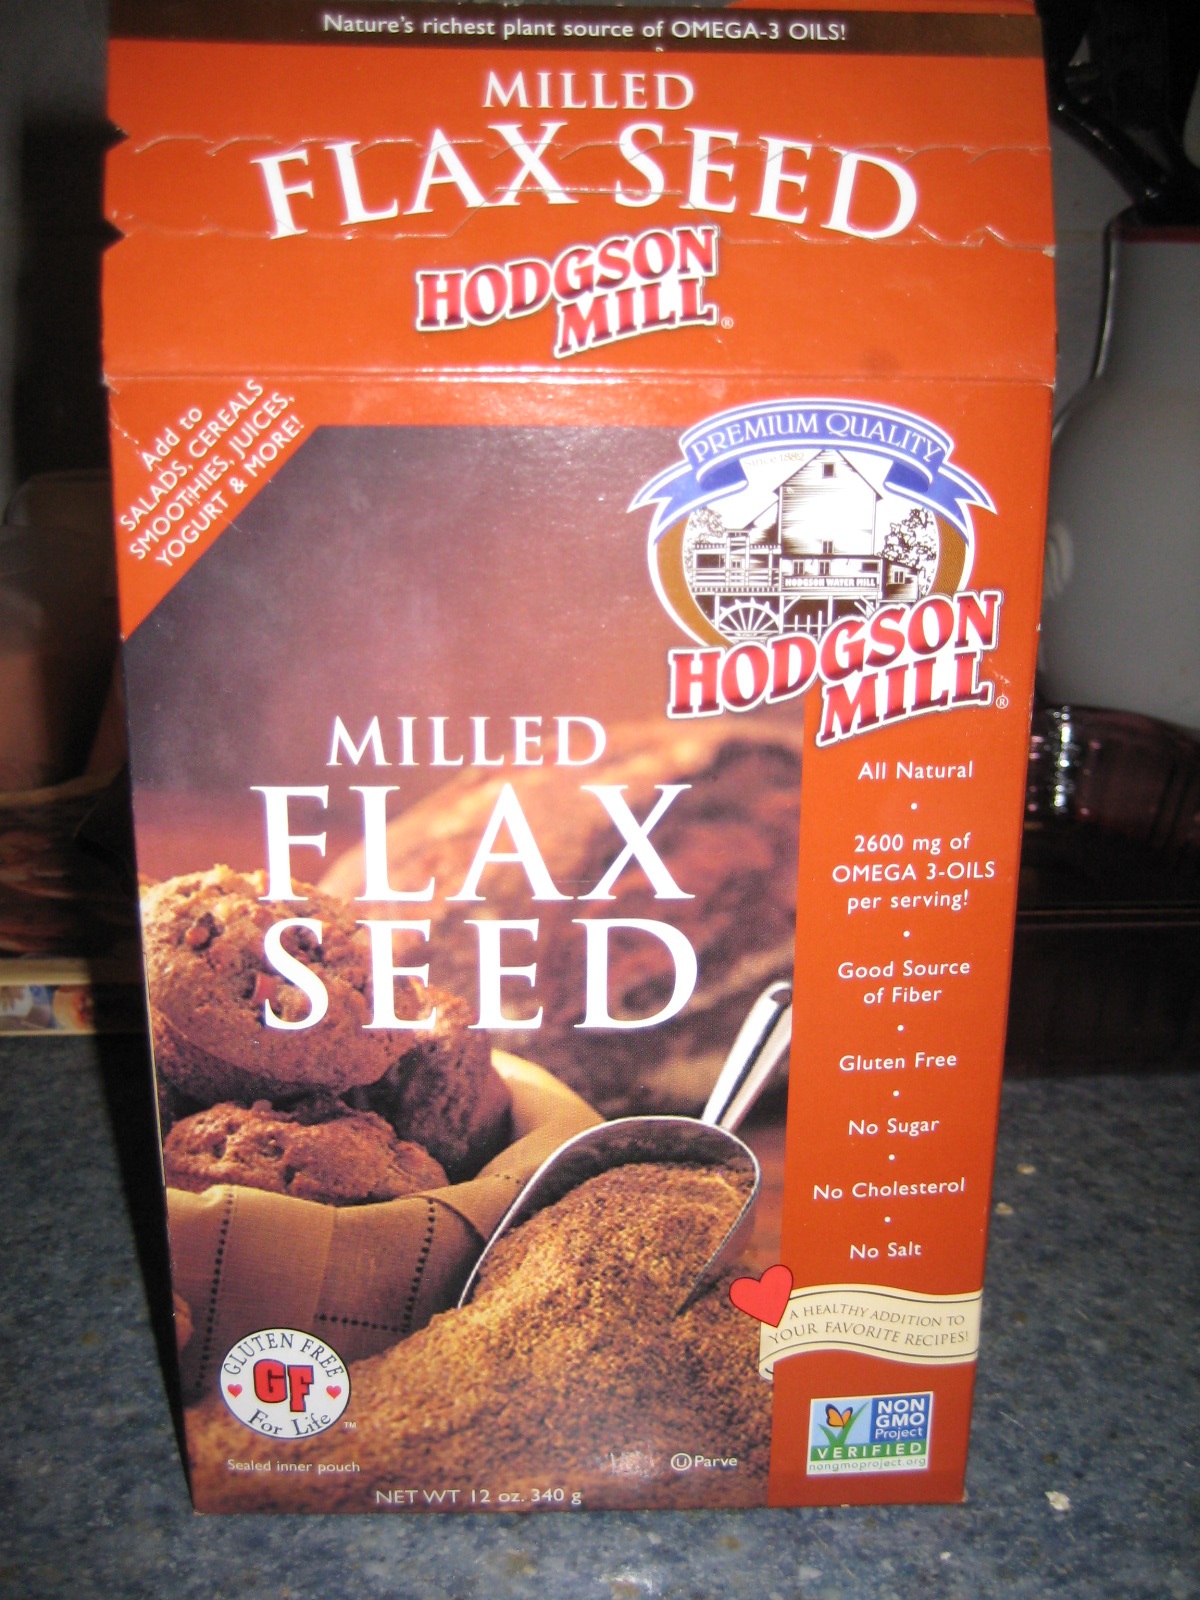 Nature's richest plant source of OMEGA-3 OILS!
MILLED
FLAX SEED
HODGSON
MILL®
Add to
SALADS, CEREALS
SMOOTHIES, JUICES,
YOGURT & MORE!
PREMIUM QUALITY
Since 1882
HODGSON WATER MILL
HODGSON
MILL®
MILLED
FLAX
SEED
All Natural
•
2600 mg of
OMEGA 3-OILS
per serving!
•
Good Source
of Fiber
•
Gluten Free
•
No Sugar
•
No Cholesterol
•
No Salt
A HEALTHY ADDITION TO
YOUR FAVORITE RECIPES!
GLUTEN FREE
GF
For Life™
NON
GMO
Project
VERIFIED
nongmoproject.org
Sealed inner pouch
Ⓤ Parve
NET WT 12 oz. 340 g